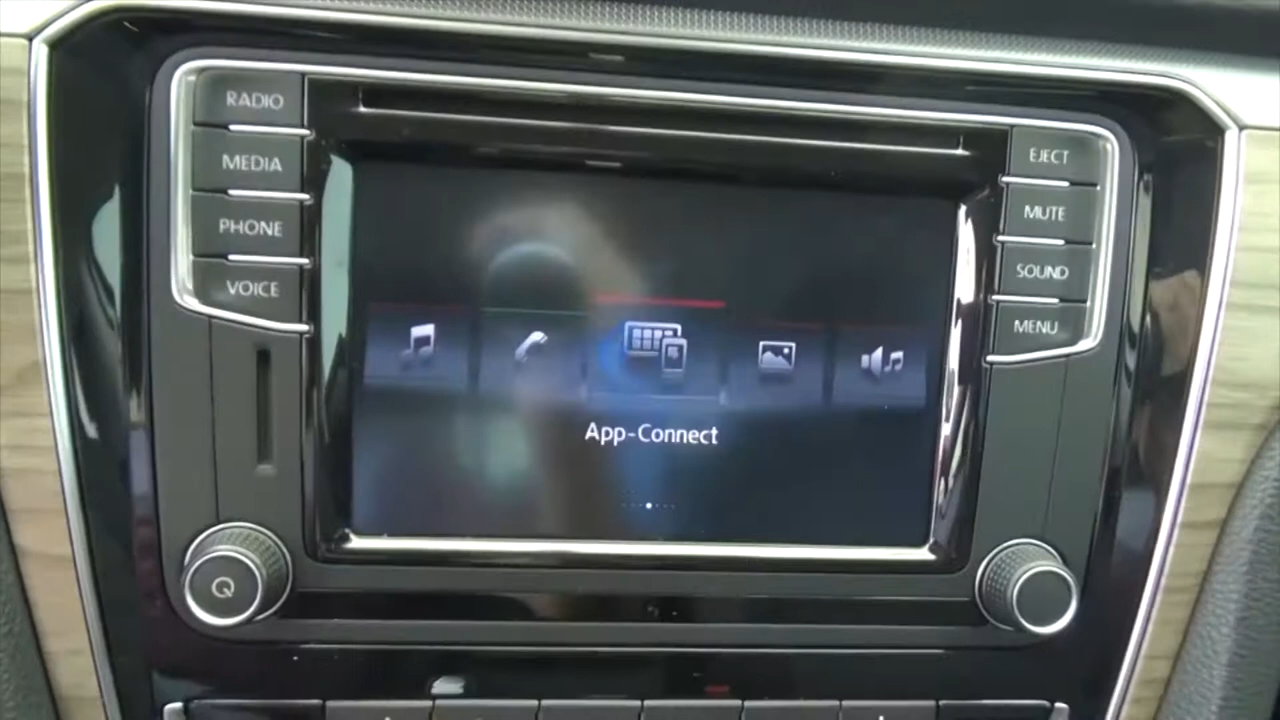 RADIO
MEDIA
PHONE
VOICE
EJECT
MUTE
SOUND
MENU
App-Connect